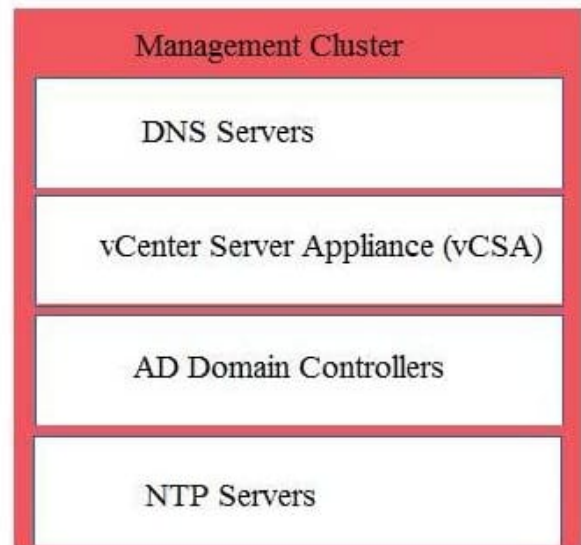 Management Cluster
DNS Servers
vCenter Server Appliance (vCSA)
AD Domain Controllers
NTP Servers